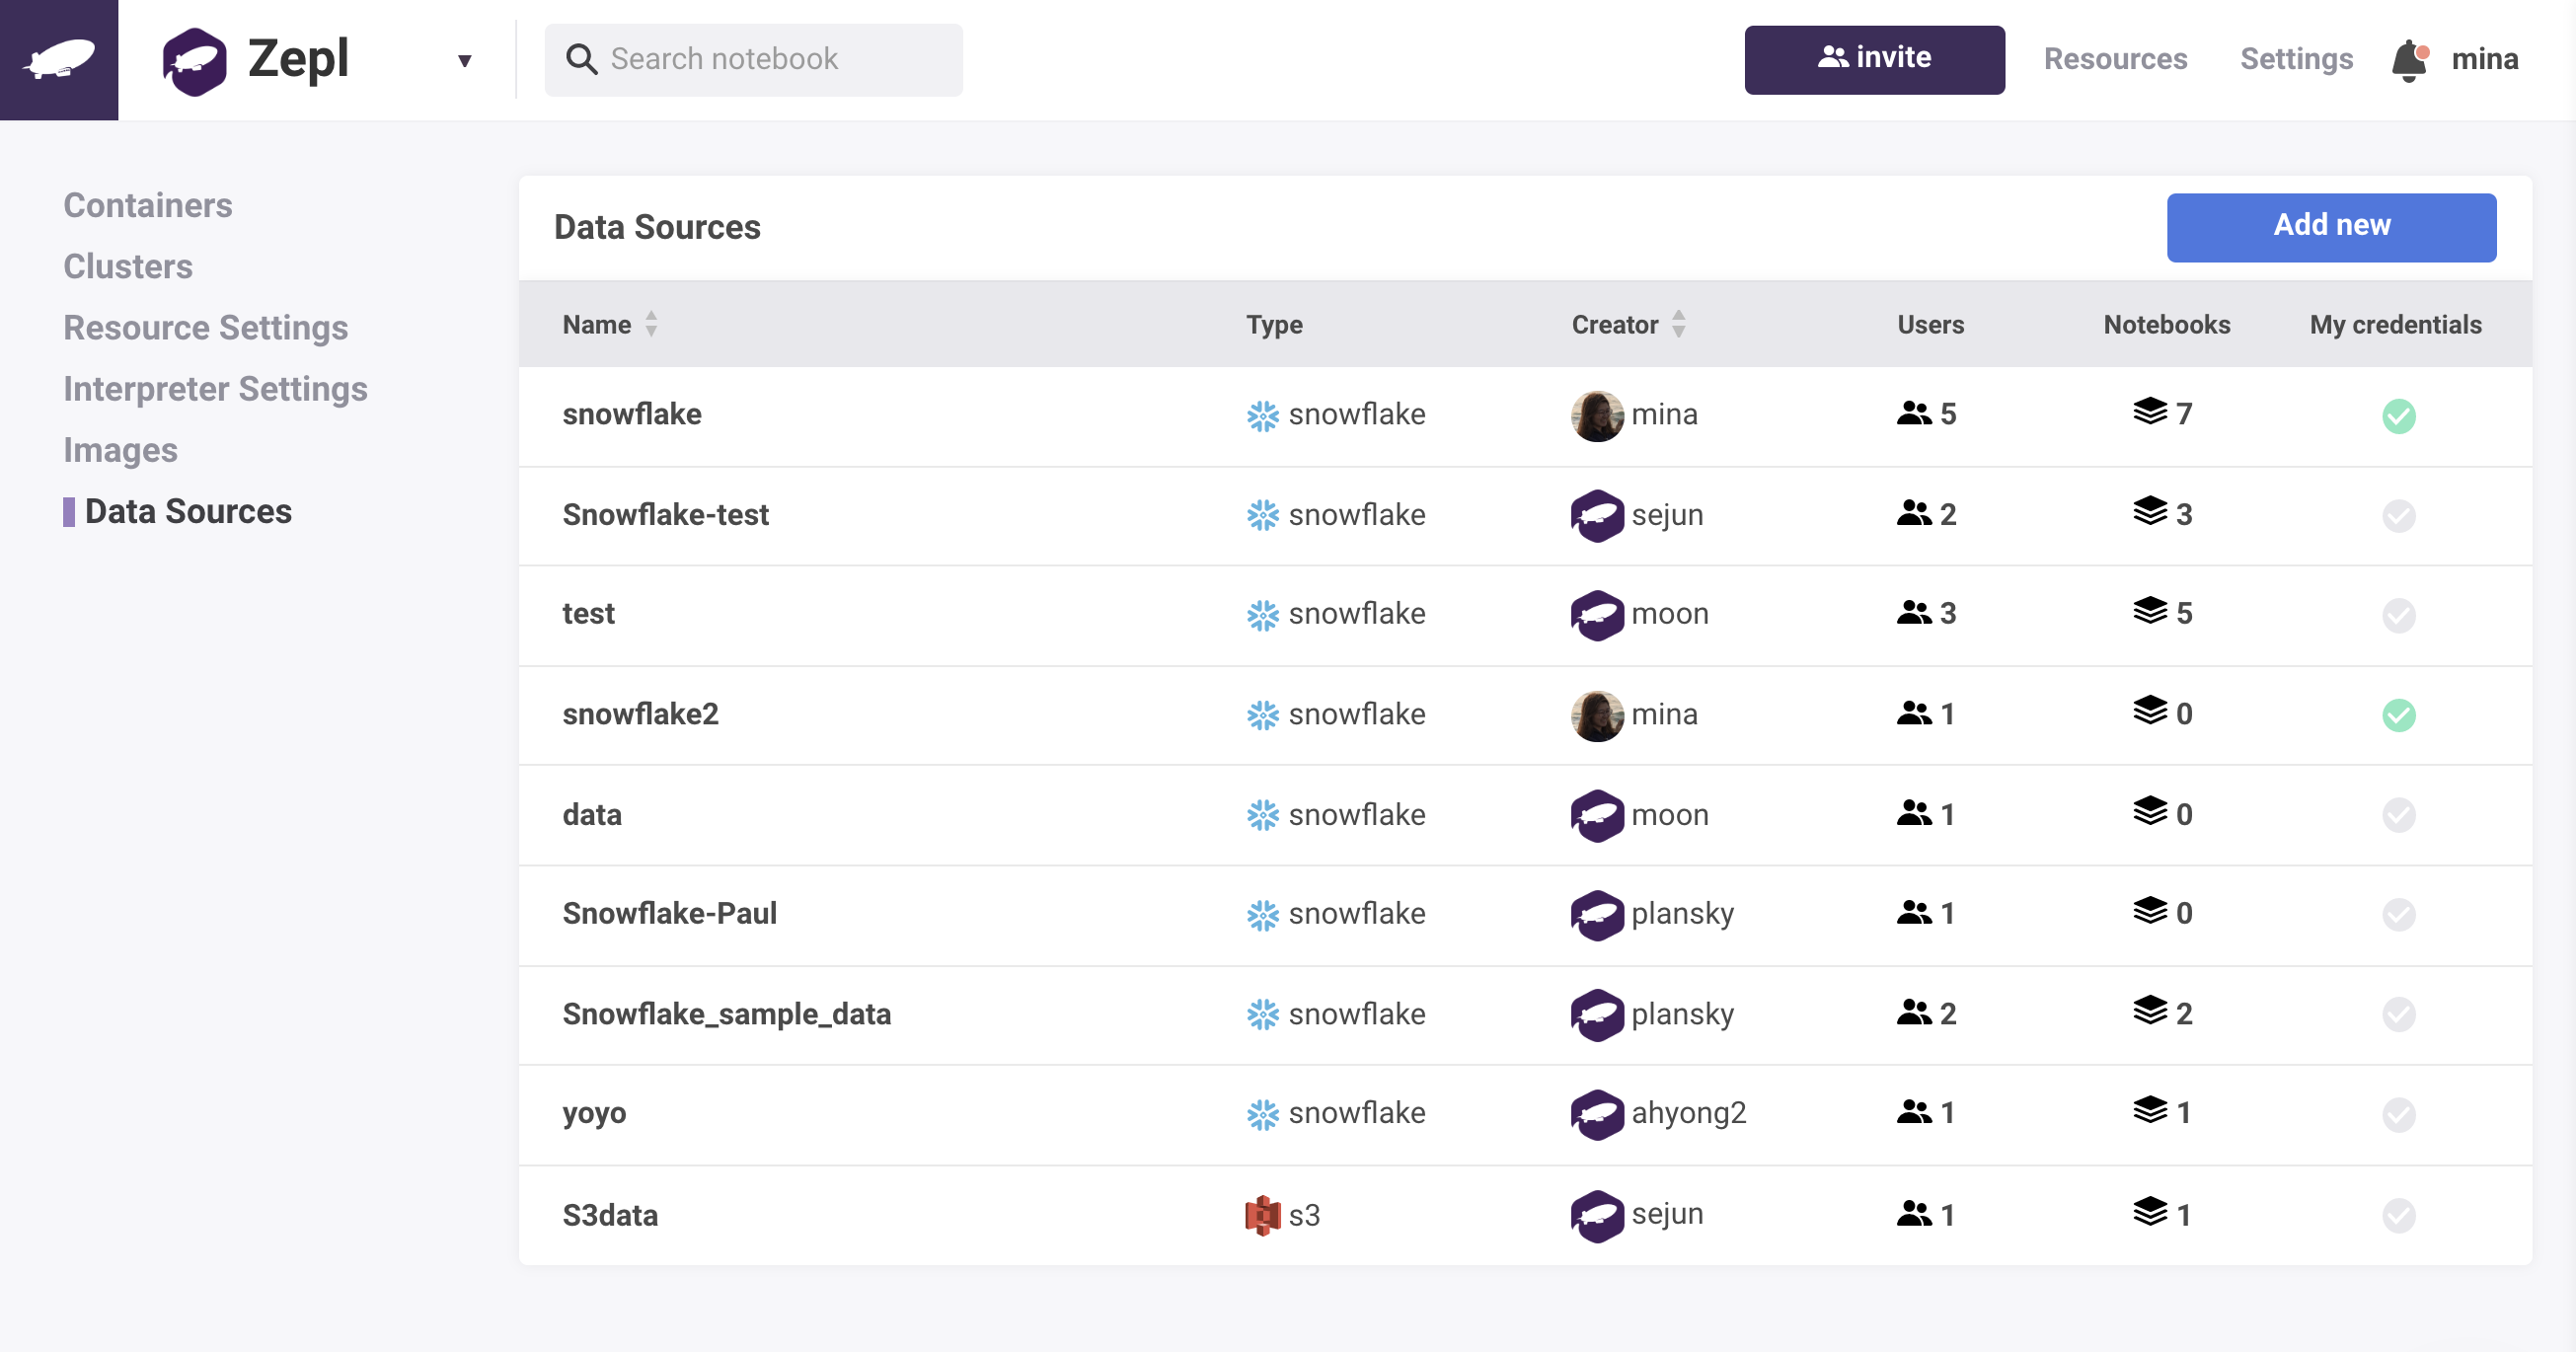 Zepl
Search notebook
invite
Resources
Settings
mina
Containers
Clusters
Resource Settings
Interpreter Settings
Images
Data Sources
Data Sources
Add new
Name Type Creator Users Notebooks My credentials
snowflake snowflake mina 5 7
Snowflake-test snowflake sejun 2 3
test snowflake moon 3 5
snowflake2 snowflake mina 1 0
data snowflake moon 1 0
Snowflake-Paul snowflake plansky 1 0
Snowflake_sample_data snowflake plansky 2 2
yoyo snowflake ahyong2 1 1
S3data s3 sejun 1 1